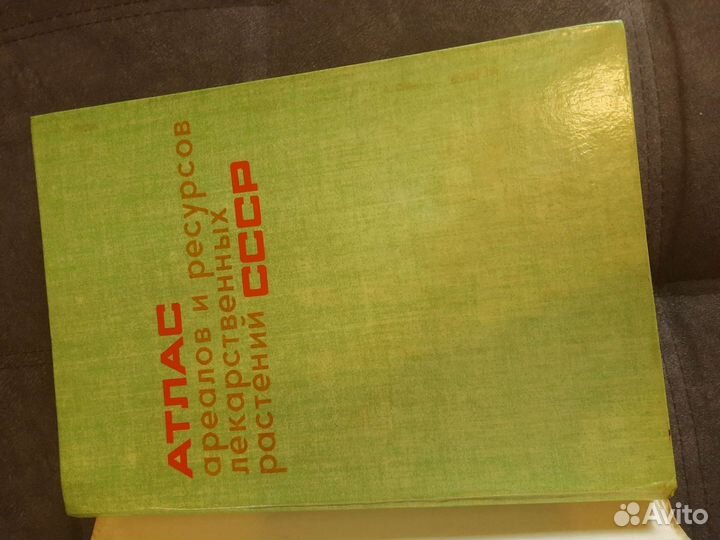 АТЛАС
ареалов и ресурсов
лекарственных
растений СССР
Avito